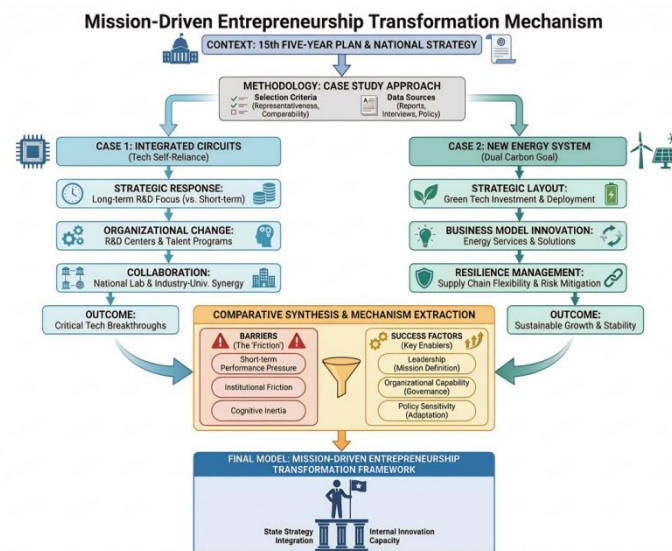 Mission-Driven Entrepreneurship Transformation Mechanism
CONTEXT: 15th FIVE-YEAR PLAN & NATIONAL STRATEGY
METHODOLOGY: CASE STUDY APPROACH
Selection Criteria
(Representativeness,
Comparability)
Data Sources
(Reports,
Interviews, Policy)
CASE 1: INTEGRATED CIRCUITS
(Tech Self-Reliance)
STRATEGIC RESPONSE:
Long-term R&D Focus (vs. Short-term)
ORGANIZATIONAL CHANGE:
R&D Centers & Talent Programs
COLLABORATION:
National Lab & Industry-Univ. Synergy
OUTCOME:
Critical Tech Breakthroughs
CASE 2: NEW ENERGY SYSTEM
(Dual Carbon Goal)
STRATEGIC LAYOUT:
Green Tech Investment & Deployment
BUSINESS MODEL INNOVATION:
Energy Services & Solutions
RESILIENCE MANAGEMENT:
Supply Chain Flexibility & Risk Mitigation
OUTCOME:
Sustainable Growth & Stability
COMPARATIVE SYNTHESIS & MECHANISM EXTRACTION
BARRIERS
(The 'Friction')
Short-term
Performance Pressure
Institutional Friction
Cognitive Inertia
SUCCESS FACTORS
(Key Enablers)
Leadership
(Mission Definition)
Organizational Capability
(Governance)
Policy Sensitivity
(Adaptation)
FINAL MODEL: MISSION-DRIVEN ENTREPRENEURSHIP
TRANSFORMATION FRAMEWORK
State Strategy
Integration
Internal Innovation
Capacity